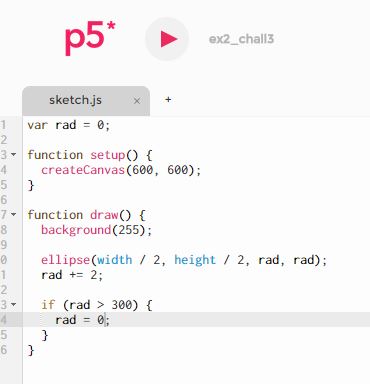 p5* ex2_chall3
sketch.js × +
1 var rad = 0;
2
3 function setup() {
4 createCanvas(600, 600);
5 }
6
7 function draw() {
8 background(255);
9
0 ellipse(width / 2, height / 2, rad, rad);
1 rad += 2;
2
3 if (rad > 300) {
4 rad = 0;
5 }
6 }